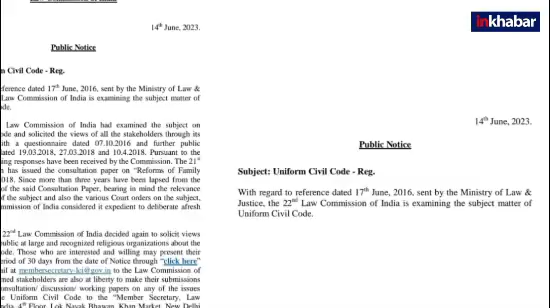 Law Commission of India
14th June, 2023.
Public Notice
n Civil Code - Reg.
ference dated 17th June, 2016, sent by the Ministry of Law &
Law Commission of India is examining the subject matter of
de.
Law Commission of India had examined the subject on
ode and solicited the views of all the stakeholders through its
ith a questionnaire dated 07.10.2016 and further public
ated 19.03.2018, 27.03.2018 and 10.4.2018. Pursuant to the
ing responses have been received by the Commission. The 21st
n has issued the consultation paper on "Reforms of Family
018. Since more than three years have been lapsed from the
of the said Consultation Paper, bearing in mind the relevance
of the subject and also the various Court orders on the subject,
mmission of India considered it expedient to deliberate afresh
22nd Law Commission of India decided again to solicit views
ublic at large and recognized religious organizations about the
ode. Those who are interested and willing may present their
eriod of 30 days from the date of Notice through "click here"
ail at membersecretary-lci@gov.in to the Law Commission of
rned stakeholders are also at liberty to make their submissions
onsultation/ discussion/ working papers on any of the issues
e Uniform Civil Code to the "Member Secretary, Law
ndia, 4th Floor, Lok Nayak Bhawan, Khan Market, New Delhi
inkhabar
14th June, 2023.
Public Notice
Subject: Uniform Civil Code - Reg.
With regard to reference dated 17th June, 2016, sent by the Ministry of Law &
Justice, the 22nd Law Commission of India is examining the subject matter of
Uniform Civil Code.